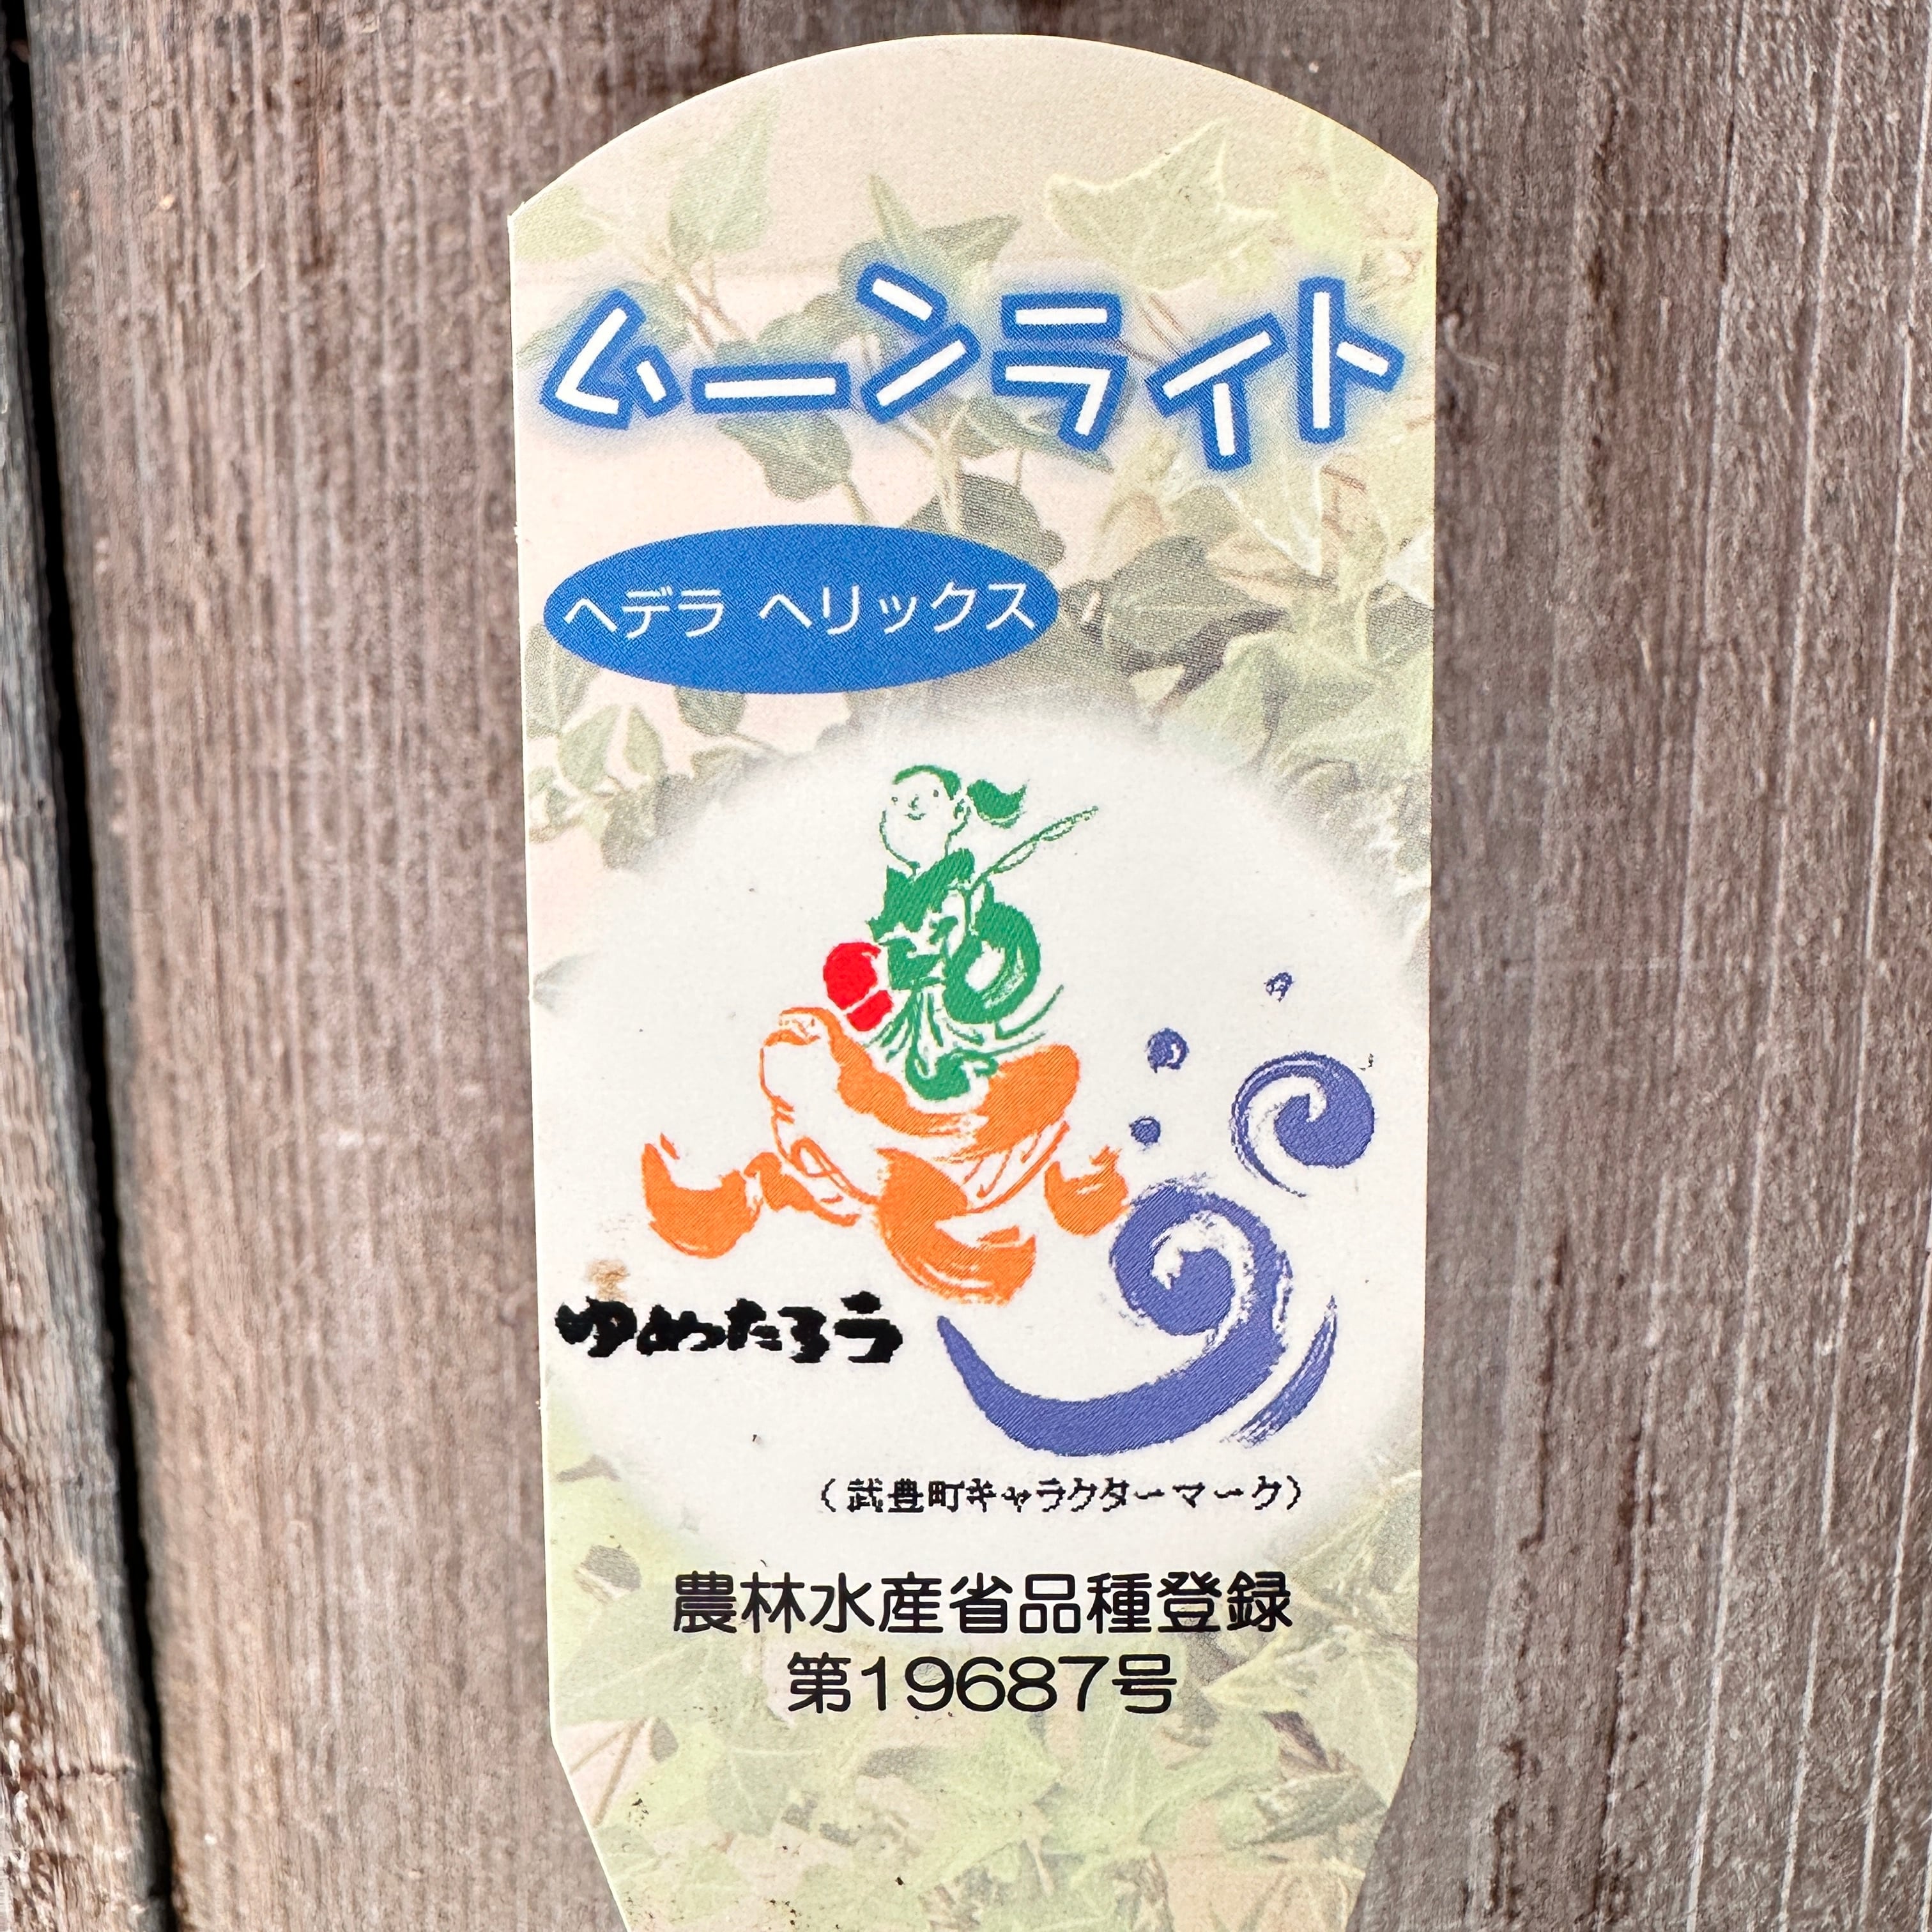 ムーンライト
ヘデラ ヘリックス
ゆめたろう
(武豊町キャラクターマーク)
農林水産省品種登録
第19687号